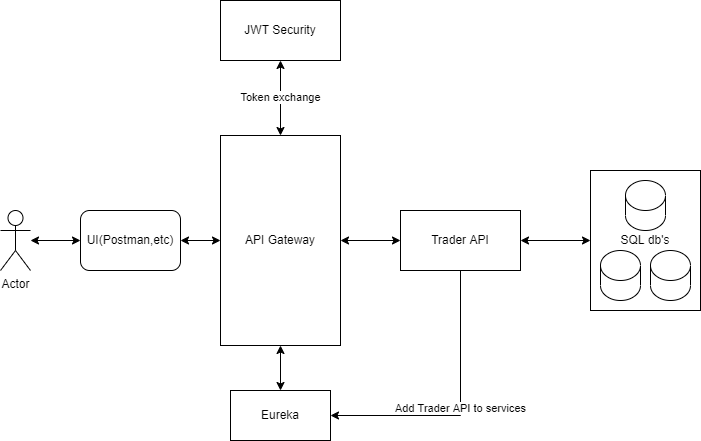 JWT Security
Token exchange
Actor
UI(Postman,etc)
API Gateway
Trader API
SQL db's
Eureka
Add Trader API to services